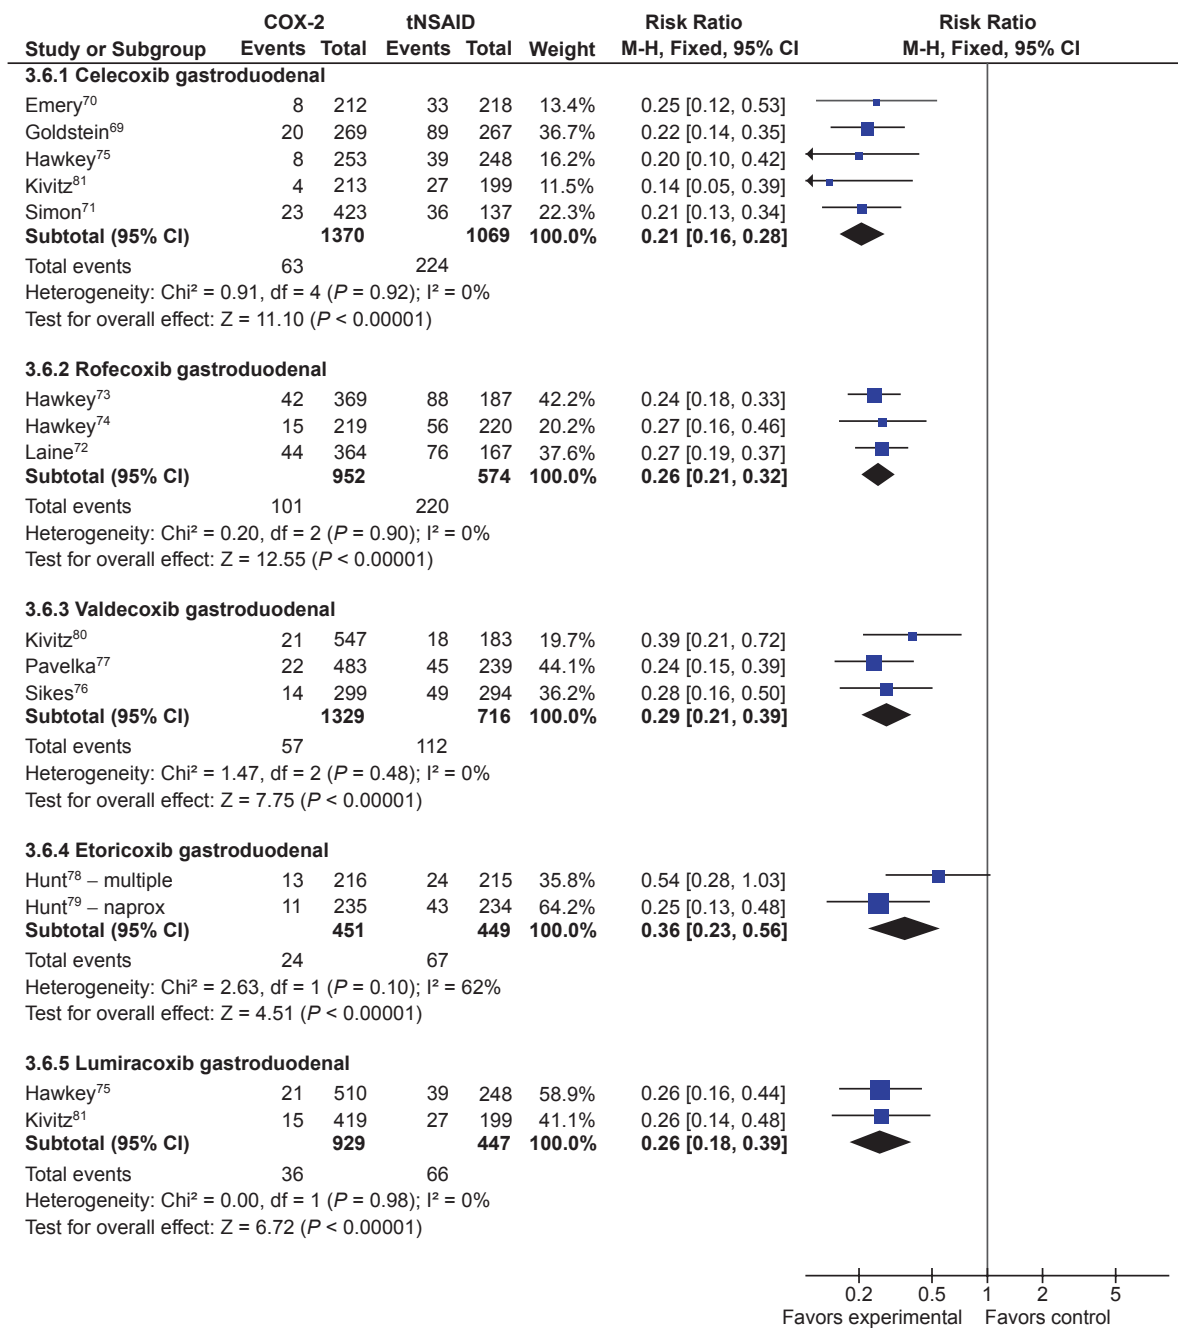 COX-2 tNSAID Risk Ratio Risk Ratio
Study or Subgroup Events Total Events Total Weight M-H, Fixed, 95% CI M-H, Fixed, 95% CI
3.6.1 Celecoxib gastroduodenal
Emery⁷⁰ 8 212 33 218 13.4% 0.25 [0.12, 0.53]
Goldstein⁶⁹ 20 269 89 267 36.7% 0.22 [0.14, 0.35]
Hawkey⁷⁵ 8 253 39 248 16.2% 0.20 [0.10, 0.42]
Kivitz⁸¹ 4 213 27 199 11.5% 0.14 [0.05, 0.39]
Simon⁷¹ 23 423 36 137 22.3% 0.21 [0.13, 0.34]
Subtotal (95% CI) 1370 1069 100.0% 0.21 [0.16, 0.28]
Total events 63 224
Heterogeneity: Chi² = 0.91, df = 4 (P = 0.92); I² = 0%
Test for overall effect: Z = 11.10 (P < 0.00001)
3.6.2 Rofecoxib gastroduodenal
Hawkey⁷³ 42 369 88 187 42.2% 0.24 [0.18, 0.33]
Hawkey⁷⁴ 15 219 56 220 20.2% 0.27 [0.16, 0.46]
Laine⁷² 44 364 76 167 37.6% 0.27 [0.19, 0.37]
Subtotal (95% CI) 952 574 100.0% 0.26 [0.21, 0.32]
Total events 101 220
Heterogeneity: Chi² = 0.20, df = 2 (P = 0.90); I² = 0%
Test for overall effect: Z = 12.55 (P < 0.00001)
3.6.3 Valdecoxib gastroduodenal
Kivitz⁸⁰ 21 547 18 183 19.7% 0.39 [0.21, 0.72]
Pavelka⁷⁷ 22 483 45 239 44.1% 0.24 [0.15, 0.39]
Sikes⁷⁶ 14 299 49 294 36.2% 0.28 [0.16, 0.50]
Subtotal (95% CI) 1329 716 100.0% 0.29 [0.21, 0.39]
Total events 57 112
Heterogeneity: Chi² = 1.47, df = 2 (P = 0.48); I² = 0%
Test for overall effect: Z = 7.75 (P < 0.00001)
3.6.4 Etoricoxib gastroduodenal
Hunt⁷⁸ – multiple 13 216 24 215 35.8% 0.54 [0.28, 1.03]
Hunt⁷⁹ – naprox 11 235 43 234 64.2% 0.25 [0.13, 0.48]
Subtotal (95% CI) 451 449 100.0% 0.36 [0.23, 0.56]
Total events 24 67
Heterogeneity: Chi² = 2.63, df = 1 (P = 0.10); I² = 62%
Test for overall effect: Z = 4.51 (P < 0.00001)
3.6.5 Lumiracoxib gastroduodenal
Hawkey⁷⁵ 21 510 39 248 58.9% 0.26 [0.16, 0.44]
Kivitz⁸¹ 15 419 27 199 41.1% 0.26 [0.14, 0.48]
Subtotal (95% CI) 929 447 100.0% 0.26 [0.18, 0.39]
Total events 36 66
Heterogeneity: Chi² = 0.00, df = 1 (P = 0.98); I² = 0%
Test for overall effect: Z = 6.72 (P < 0.00001)
0.2 0.5 1 2 5
Favors experimental Favors control